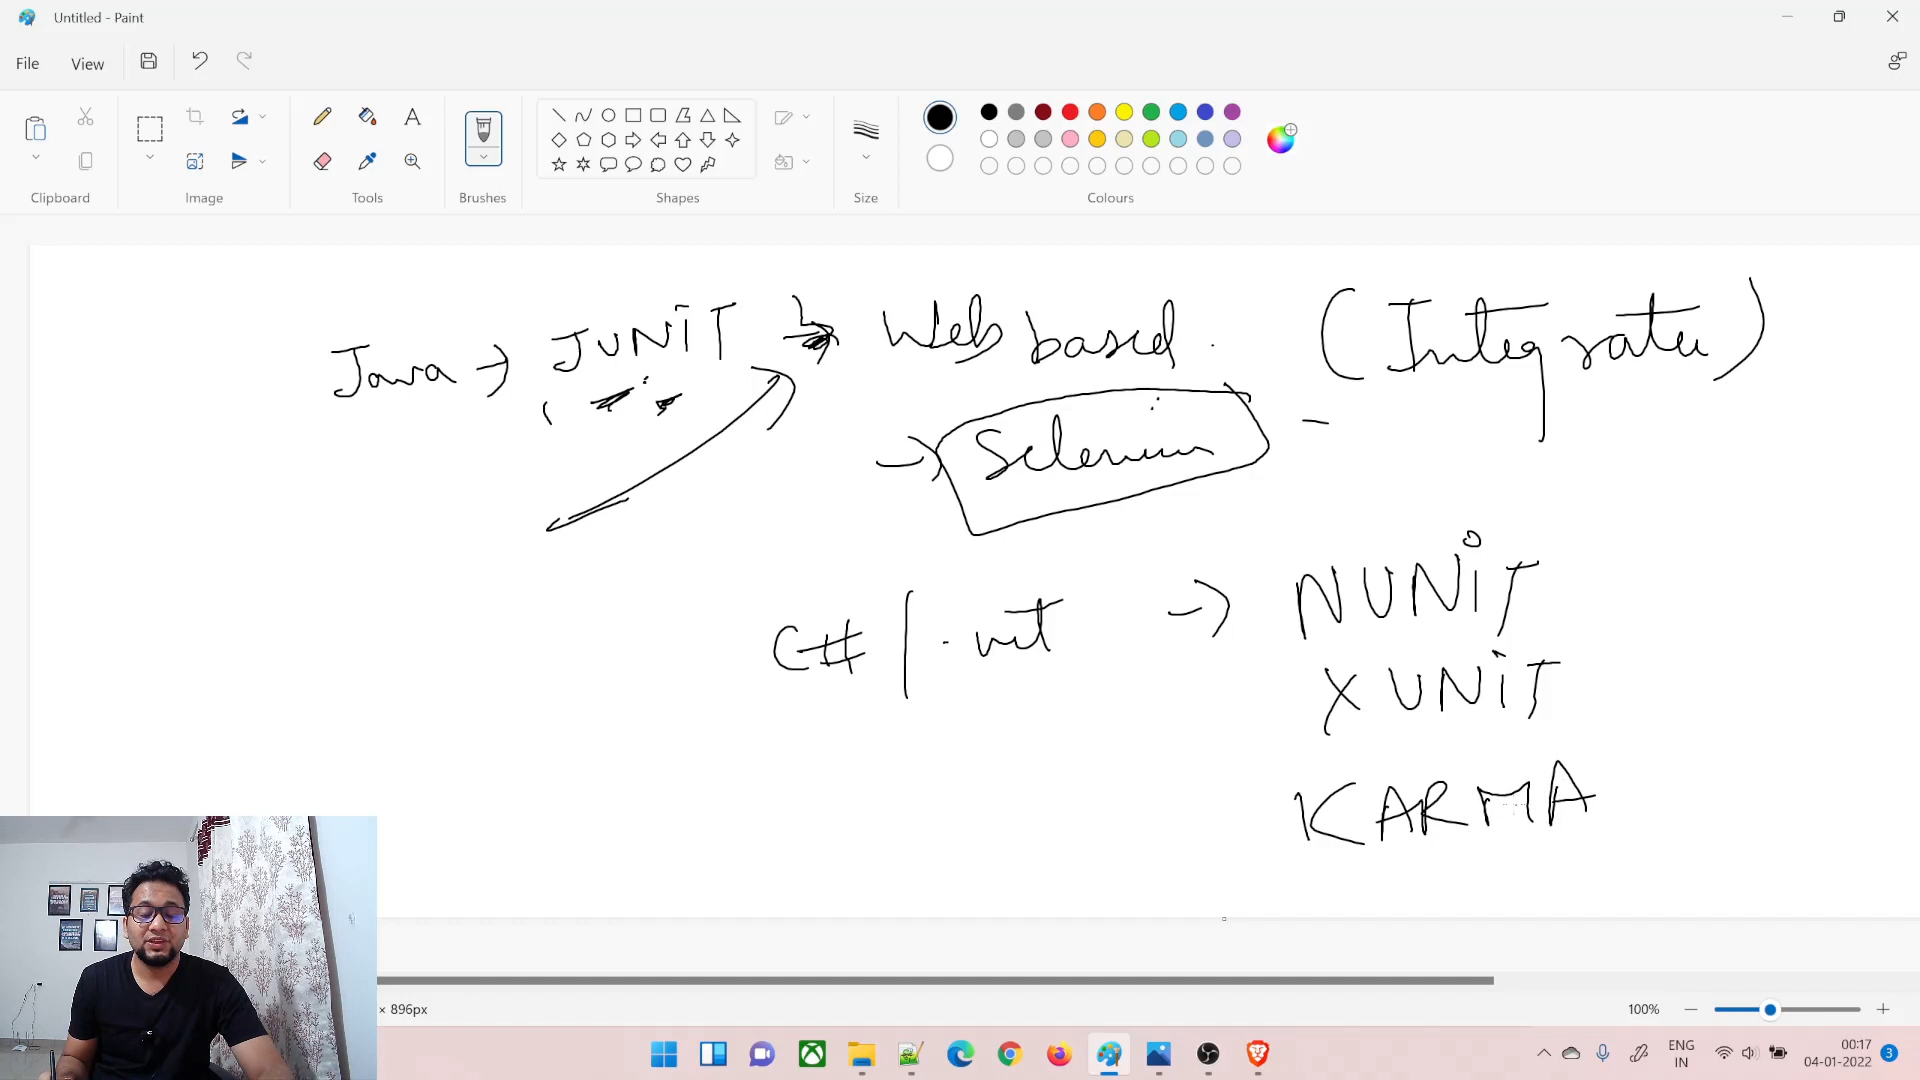 Untitled - Paint
File View
Clipboard Image Tools Brushes Shapes Size Colours
Java → JUNiT → Web based. (Integrate)
→ Selenium
C# | .net → NUNiT
XUNiT
KARMA
× 896px
100%
ENG
IN
00:17
04-01-2022
3